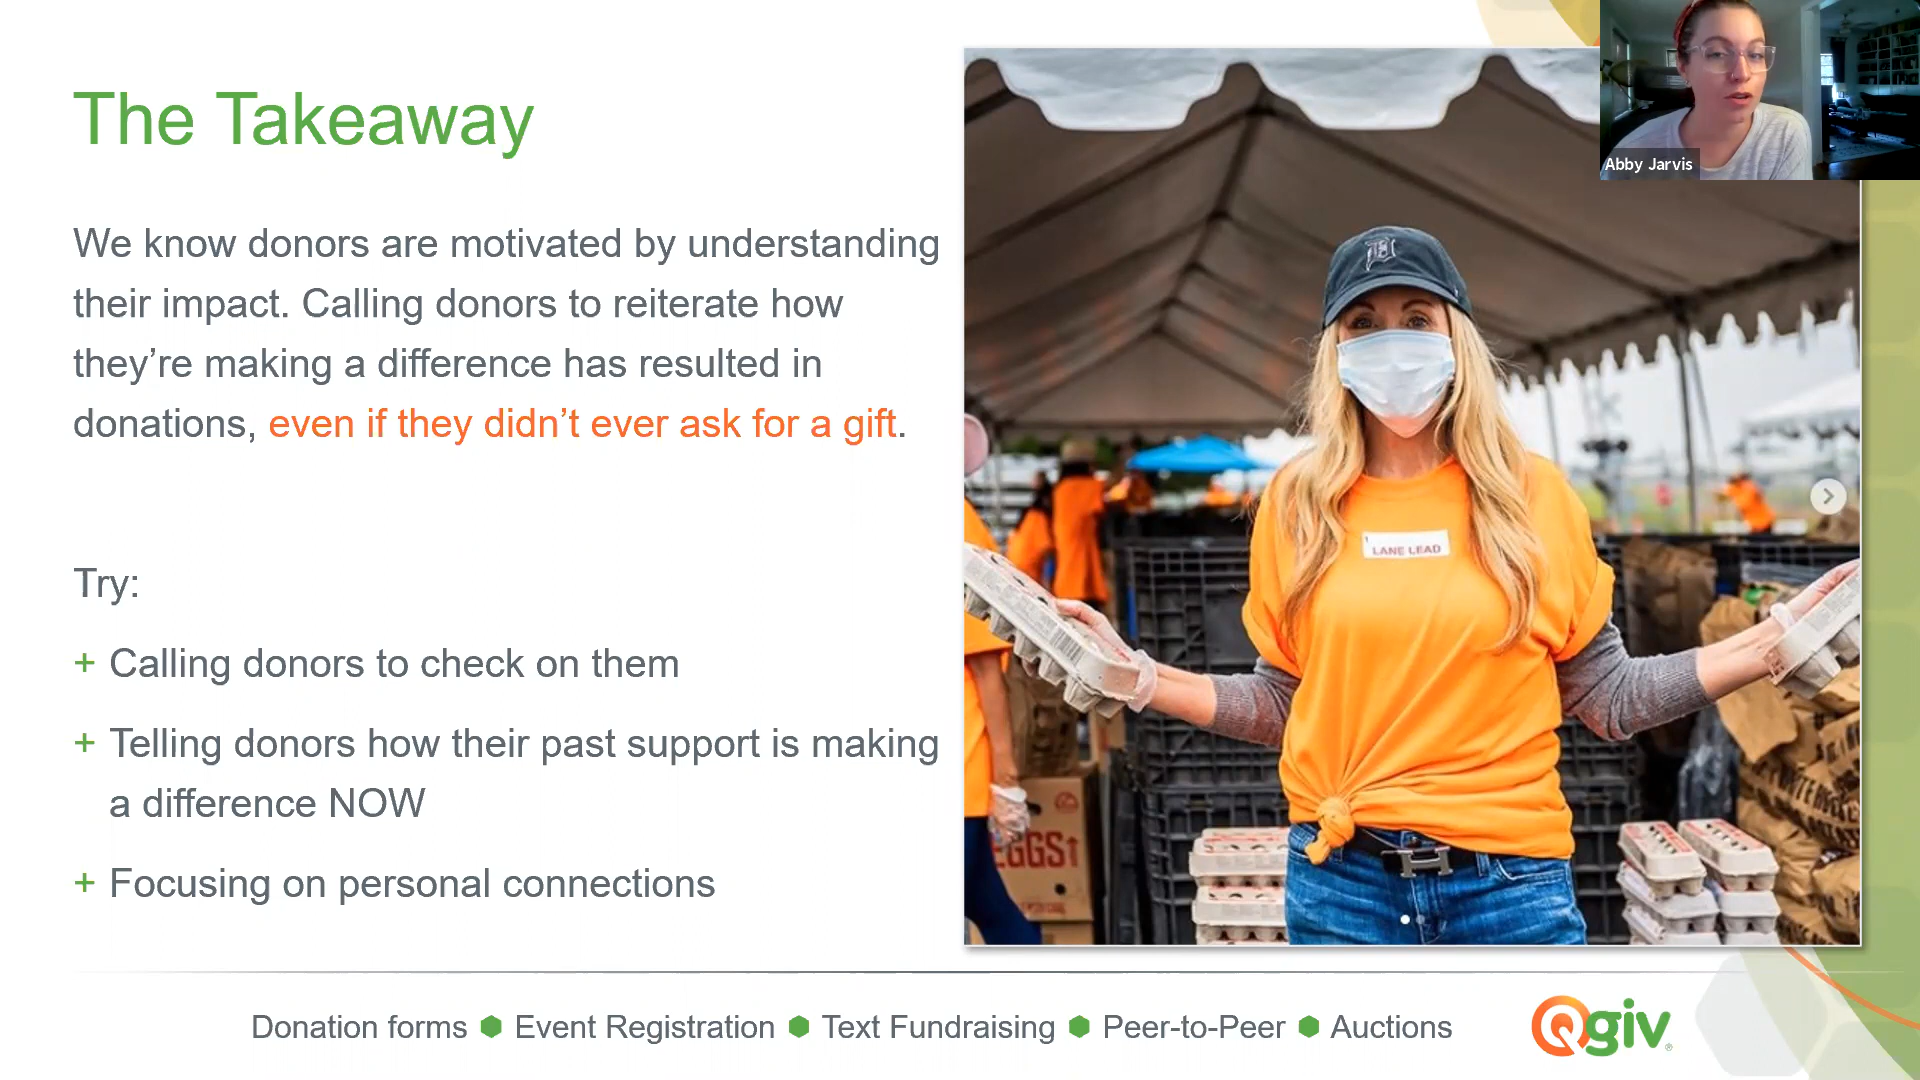 The Takeaway
Abby Jarvis
We know donors are motivated by understanding
their impact. Calling donors to reiterate how
they’re making a difference has resulted in
donations, even if they didn’t ever ask for a gift.
LANE LEAD
Try:
+ Calling donors to check on them
+ Telling donors how their past support is making
a difference NOW
+ Focusing on personal connections
EGGS
Donation forms ⬢ Event Registration ⬢ Text Fundraising ⬢ Peer-to-Peer ⬢ Auctions
Qgiv®